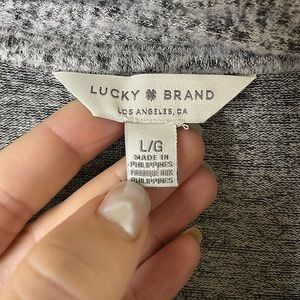 LUCKY BRAND
LOS ANGELES, CA
L/G
MADE IN
PHILIPPINES
FABRIQUÉ AUX
PHILIPPINES